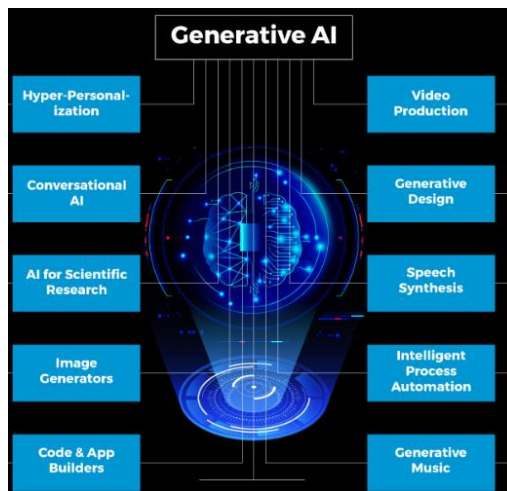 Generative AI
Hyper-Personal-
ization
Video
Production
Conversational
AI
Generative
Design
AI for Scientific
Research
Speech
Synthesis
Image
Generators
Intelligent
Process
Automation
Code & App
Builders
Generative
Music